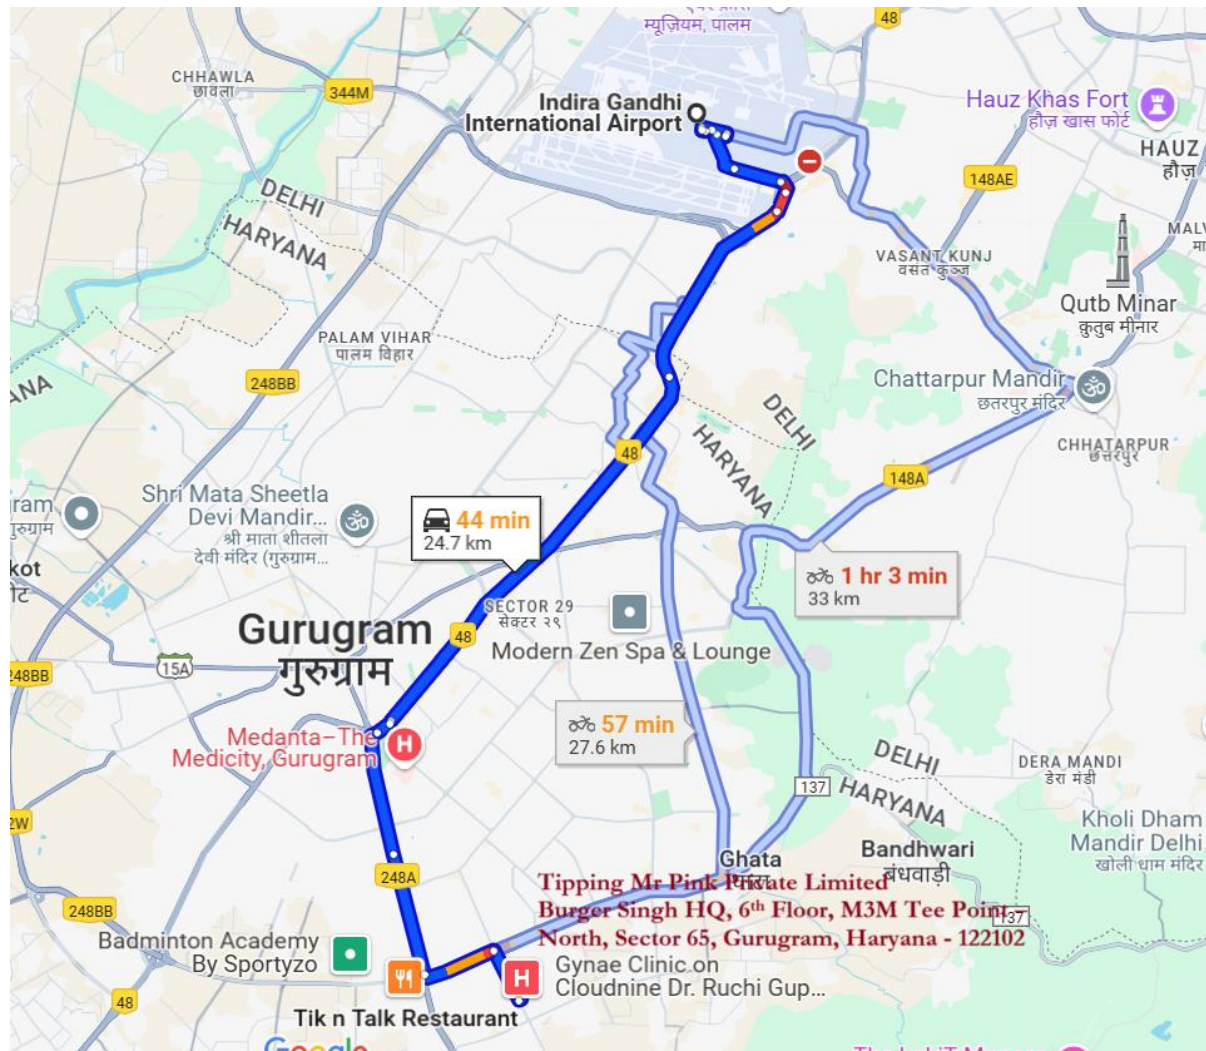 म्यूज़ियम, पालम
48
CHHAWLA
छावला
344M
Indira Gandhi
International Airport
Hauz Khas Fort
हौज़ खास फोर्ट
HAUZ
हौज़
148AE
DELHI
HARYANA
VASANT KUNJ
वसंत कुञ्ज
Qutb Minar
क़ुतुब मीनार
PALAM VIHAR
पालम विहार
248BB
Chattarpur Mandir
छतरपुर मंदिर
CHHATARPUR
छत्तरपुर
DELHI
HARYANA
48
148A
Shri Mata Sheetla
Devi Mandir...
श्री माता शीतला
देवी मंदिर (गुरुग्राम...
44 min
24.7 km
1 hr 3 min
33 km
SECTOR 29
सेक्टर २९
Modern Zen Spa & Lounge
Gurugram
गुरुग्राम
48
15A
248BB
57 min
27.6 km
Medanta–The
Medicity, Gurugram
DELHI
HARYANA
137
DERA MANDI
डेरा मंडी
Kholi Dham
Mandir Delhi
खोली धाम मंदिर
Ghata
Bandhwari
बंधवाड़ी
248A
Tipping Mr Pink Private Limited
Burger Singh HQ, 6th Floor, M3M Tee Point
North, Sector 65, Gurugram, Haryana - 122102
137
248BB
Badminton Academy
By Sportyzo
Gynae Clinic on
Cloudnine Dr. Ruchi Gup...
48
Tik n Talk Restaurant
Google